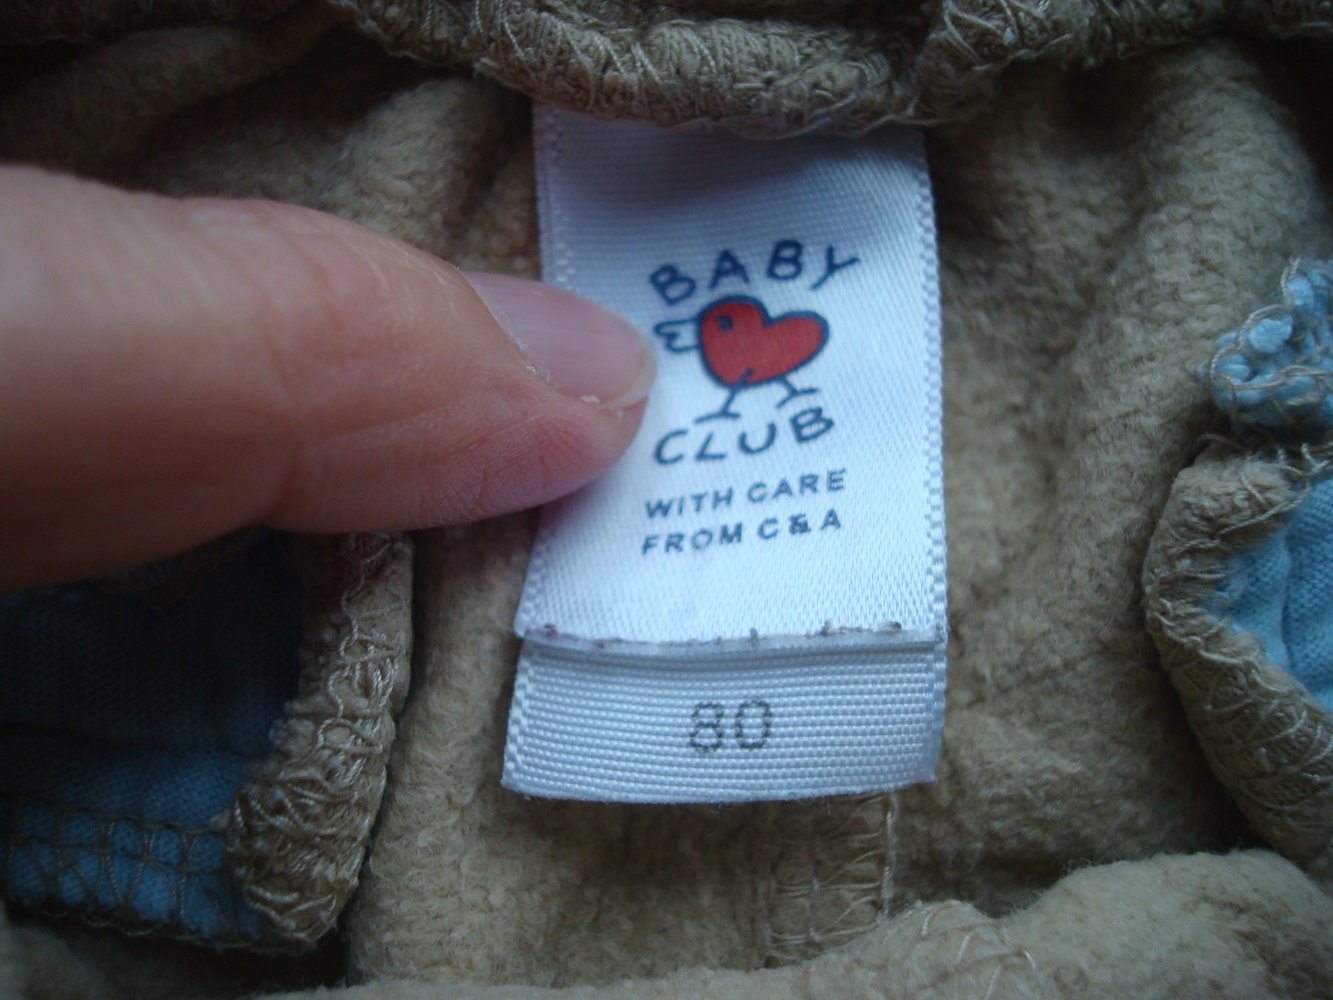 BABY
CLUB
WITH CARE
FROM C&A
80